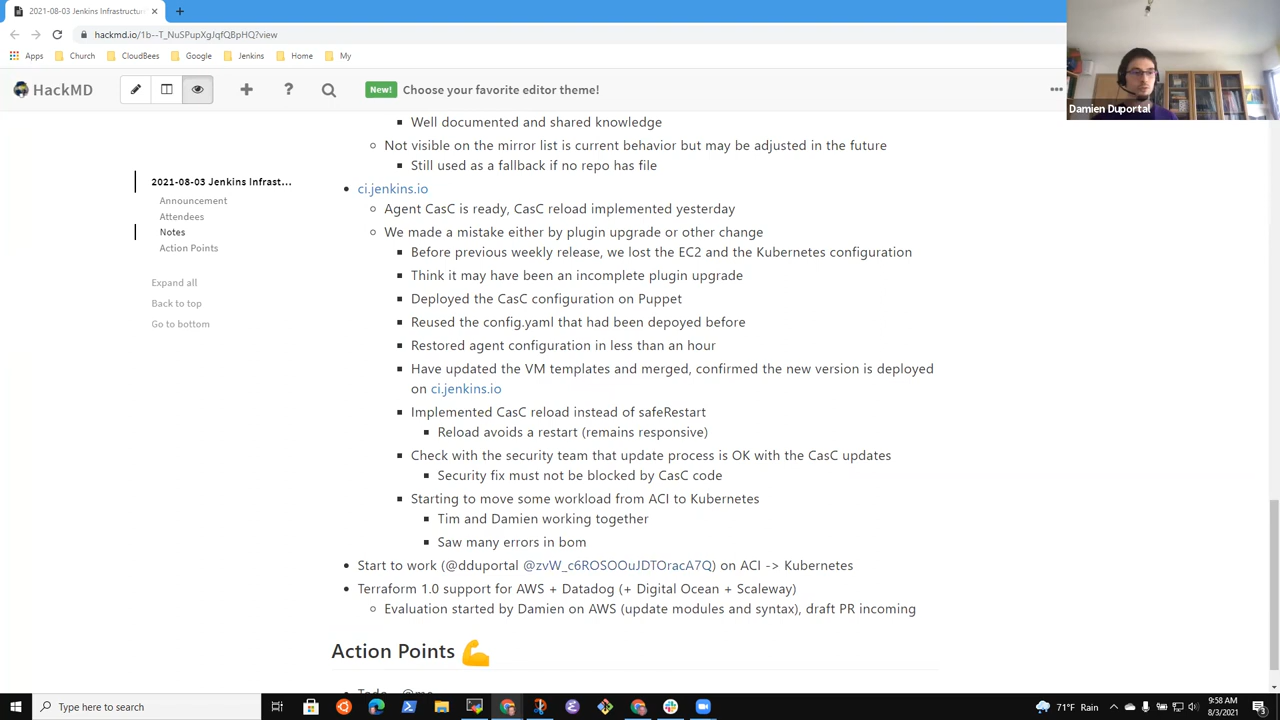 2021-08-03 Jenkins Infrastructur
hackmd.io/1b--T_NuSPupXgJqfQBpHQ?view
Apps
Church
CloudBees
Google
Jenkins
Home
My
HackMD
New!
Choose your favorite editor theme!
Damien Duportal
2021-08-03 Jenkins Infrast...
Announcement
Attendees
Notes
Action Points
Expand all
Back to top
Go to bottom
Well documented and shared knowledge
Not visible on the mirror list is current behavior but may be adjusted in the future
Still used as a fallback if no repo has file
ci.jenkins.io
Agent CasC is ready, CasC reload implemented yesterday
We made a mistake either by plugin upgrade or other change
Before previous weekly release, we lost the EC2 and the Kubernetes configuration
Think it may have been an incomplete plugin upgrade
Deployed the CasC configuration on Puppet
Reused the config.yaml that had been depoyed before
Restored agent configuration in less than an hour
Have updated the VM templates and merged, confirmed the new version is deployed
on ci.jenkins.io
Implemented CasC reload instead of safeRestart
Reload avoids a restart (remains responsive)
Check with the security team that update process is OK with the CasC updates
Security fix must not be blocked by CasC code
Starting to move some workload from ACI to Kubernetes
Tim and Damien working together
Saw many errors in bom
Start to work (@dduportal @zvW_c6ROSOOuJDTOracA7Q) on ACI -> Kubernetes
Terraform 1.0 support for AWS + Datadog (+ Digital Ocean + Scaleway)
Evaluation started by Damien on AWS (update modules and syntax), draft PR incoming
Action Points 💪
Type here to search
71°F Rain
9:58 AM
8/3/2021